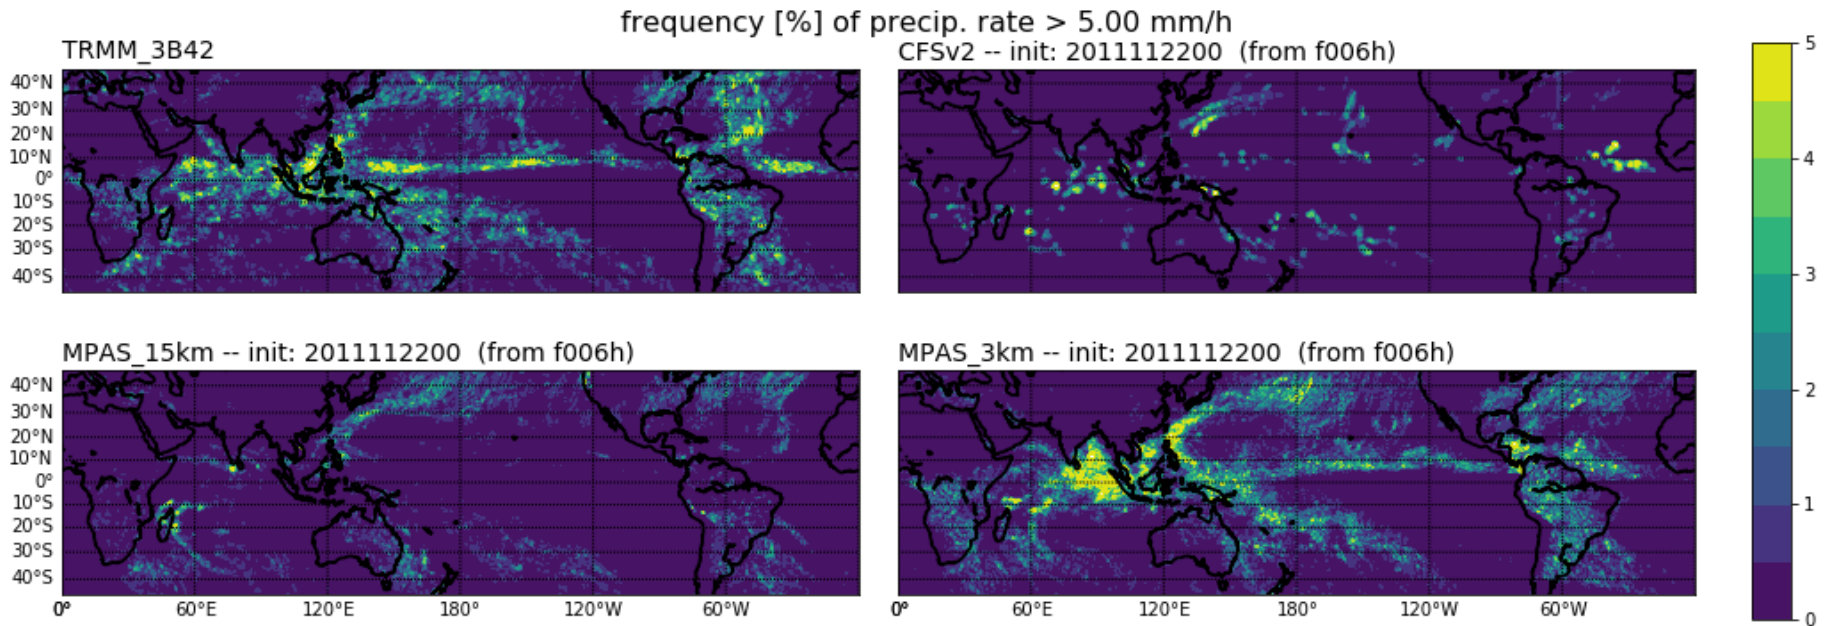 frequency [%] of precip. rate > 5.00 mm/h
TRMM_3B42
CFSv2 -- init: 2011112200 (from f006h)
40°N
30°N
20°N
10°N
0°
10°S
20°S
30°S
40°S
MPAS_15km -- init: 2011112200 (from f006h)
MPAS_3km -- init: 2011112200 (from f006h)
40°N
30°N
20°N
10°N
0°
10°S
20°S
30°S
40°S
0° 60°E 120°E 180° 120°W 60°W
0° 60°E 120°E 180° 120°W 60°W
5
4
3
2
1
0